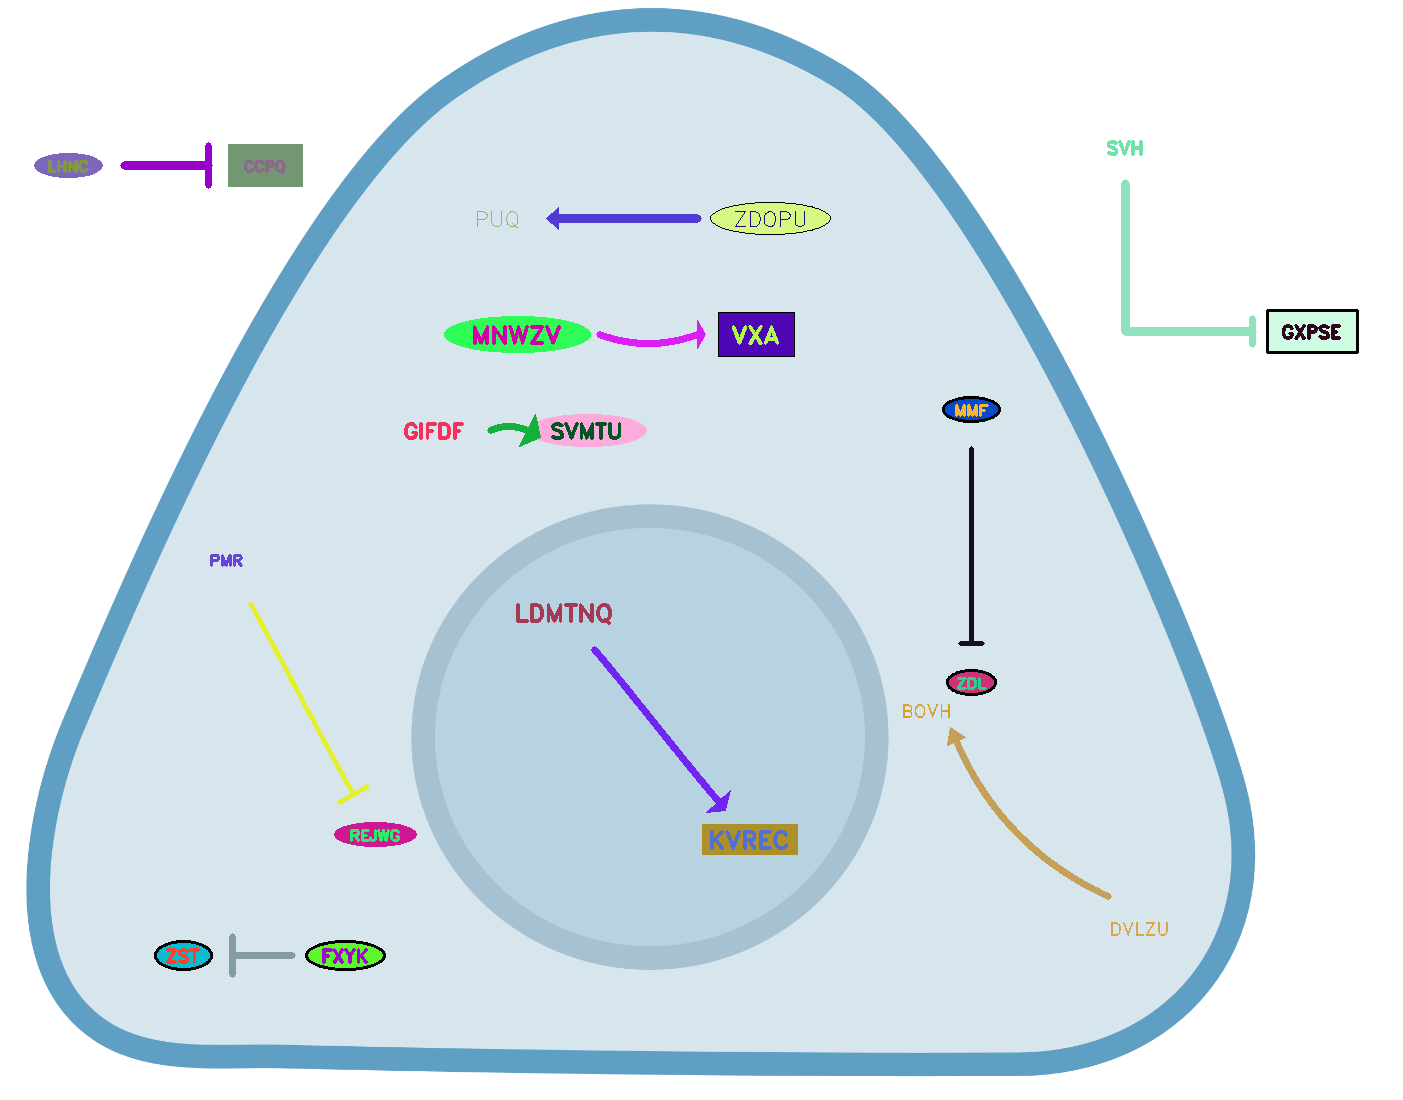 SVH
LHMC
CCPQ
PUQ
ZDOPU
MNWZV
VXA
GXPSE
MMF
GIFDF
SVMTU
PMR
LDMTNQ
ZDL
BOVH
REJWG
KVREC
DVLZU
ZST
FXYK